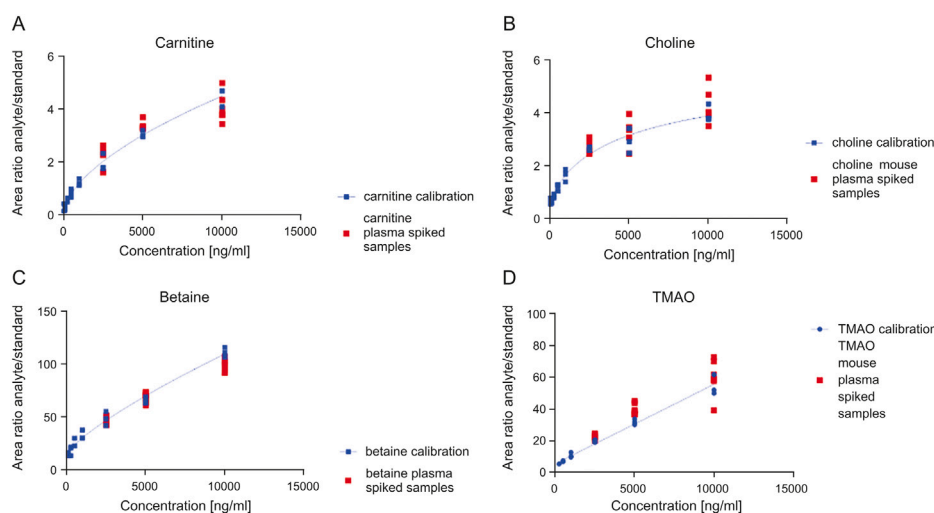 A
Carnitine
Area ratio analyte/standard
6
4
2
0
0
5000
10000
15000
Concentration [ng/ml]
carnitine calibration
carnitine
plasma spiked
samples
B
Choline
Area ratio analyte/standard
6
4
2
0
0
5000
10000
15000
Concentration [ng/ml]
choline calibration
choline mouse
plasma spiked
samples
C
Betaine
Area ratio analyte/standard
150
100
50
0
0
5000
10000
15000
Concentration [ng/ml]
betaine calibration
betaine plasma
spiked samples
D
TMAO
Area ratio analyte/standard
100
80
60
40
20
0
0
5000
10000
15000
Concentration [ng/ml]
TMAO calibration
TMAO
mouse
plasma
spiked
samples